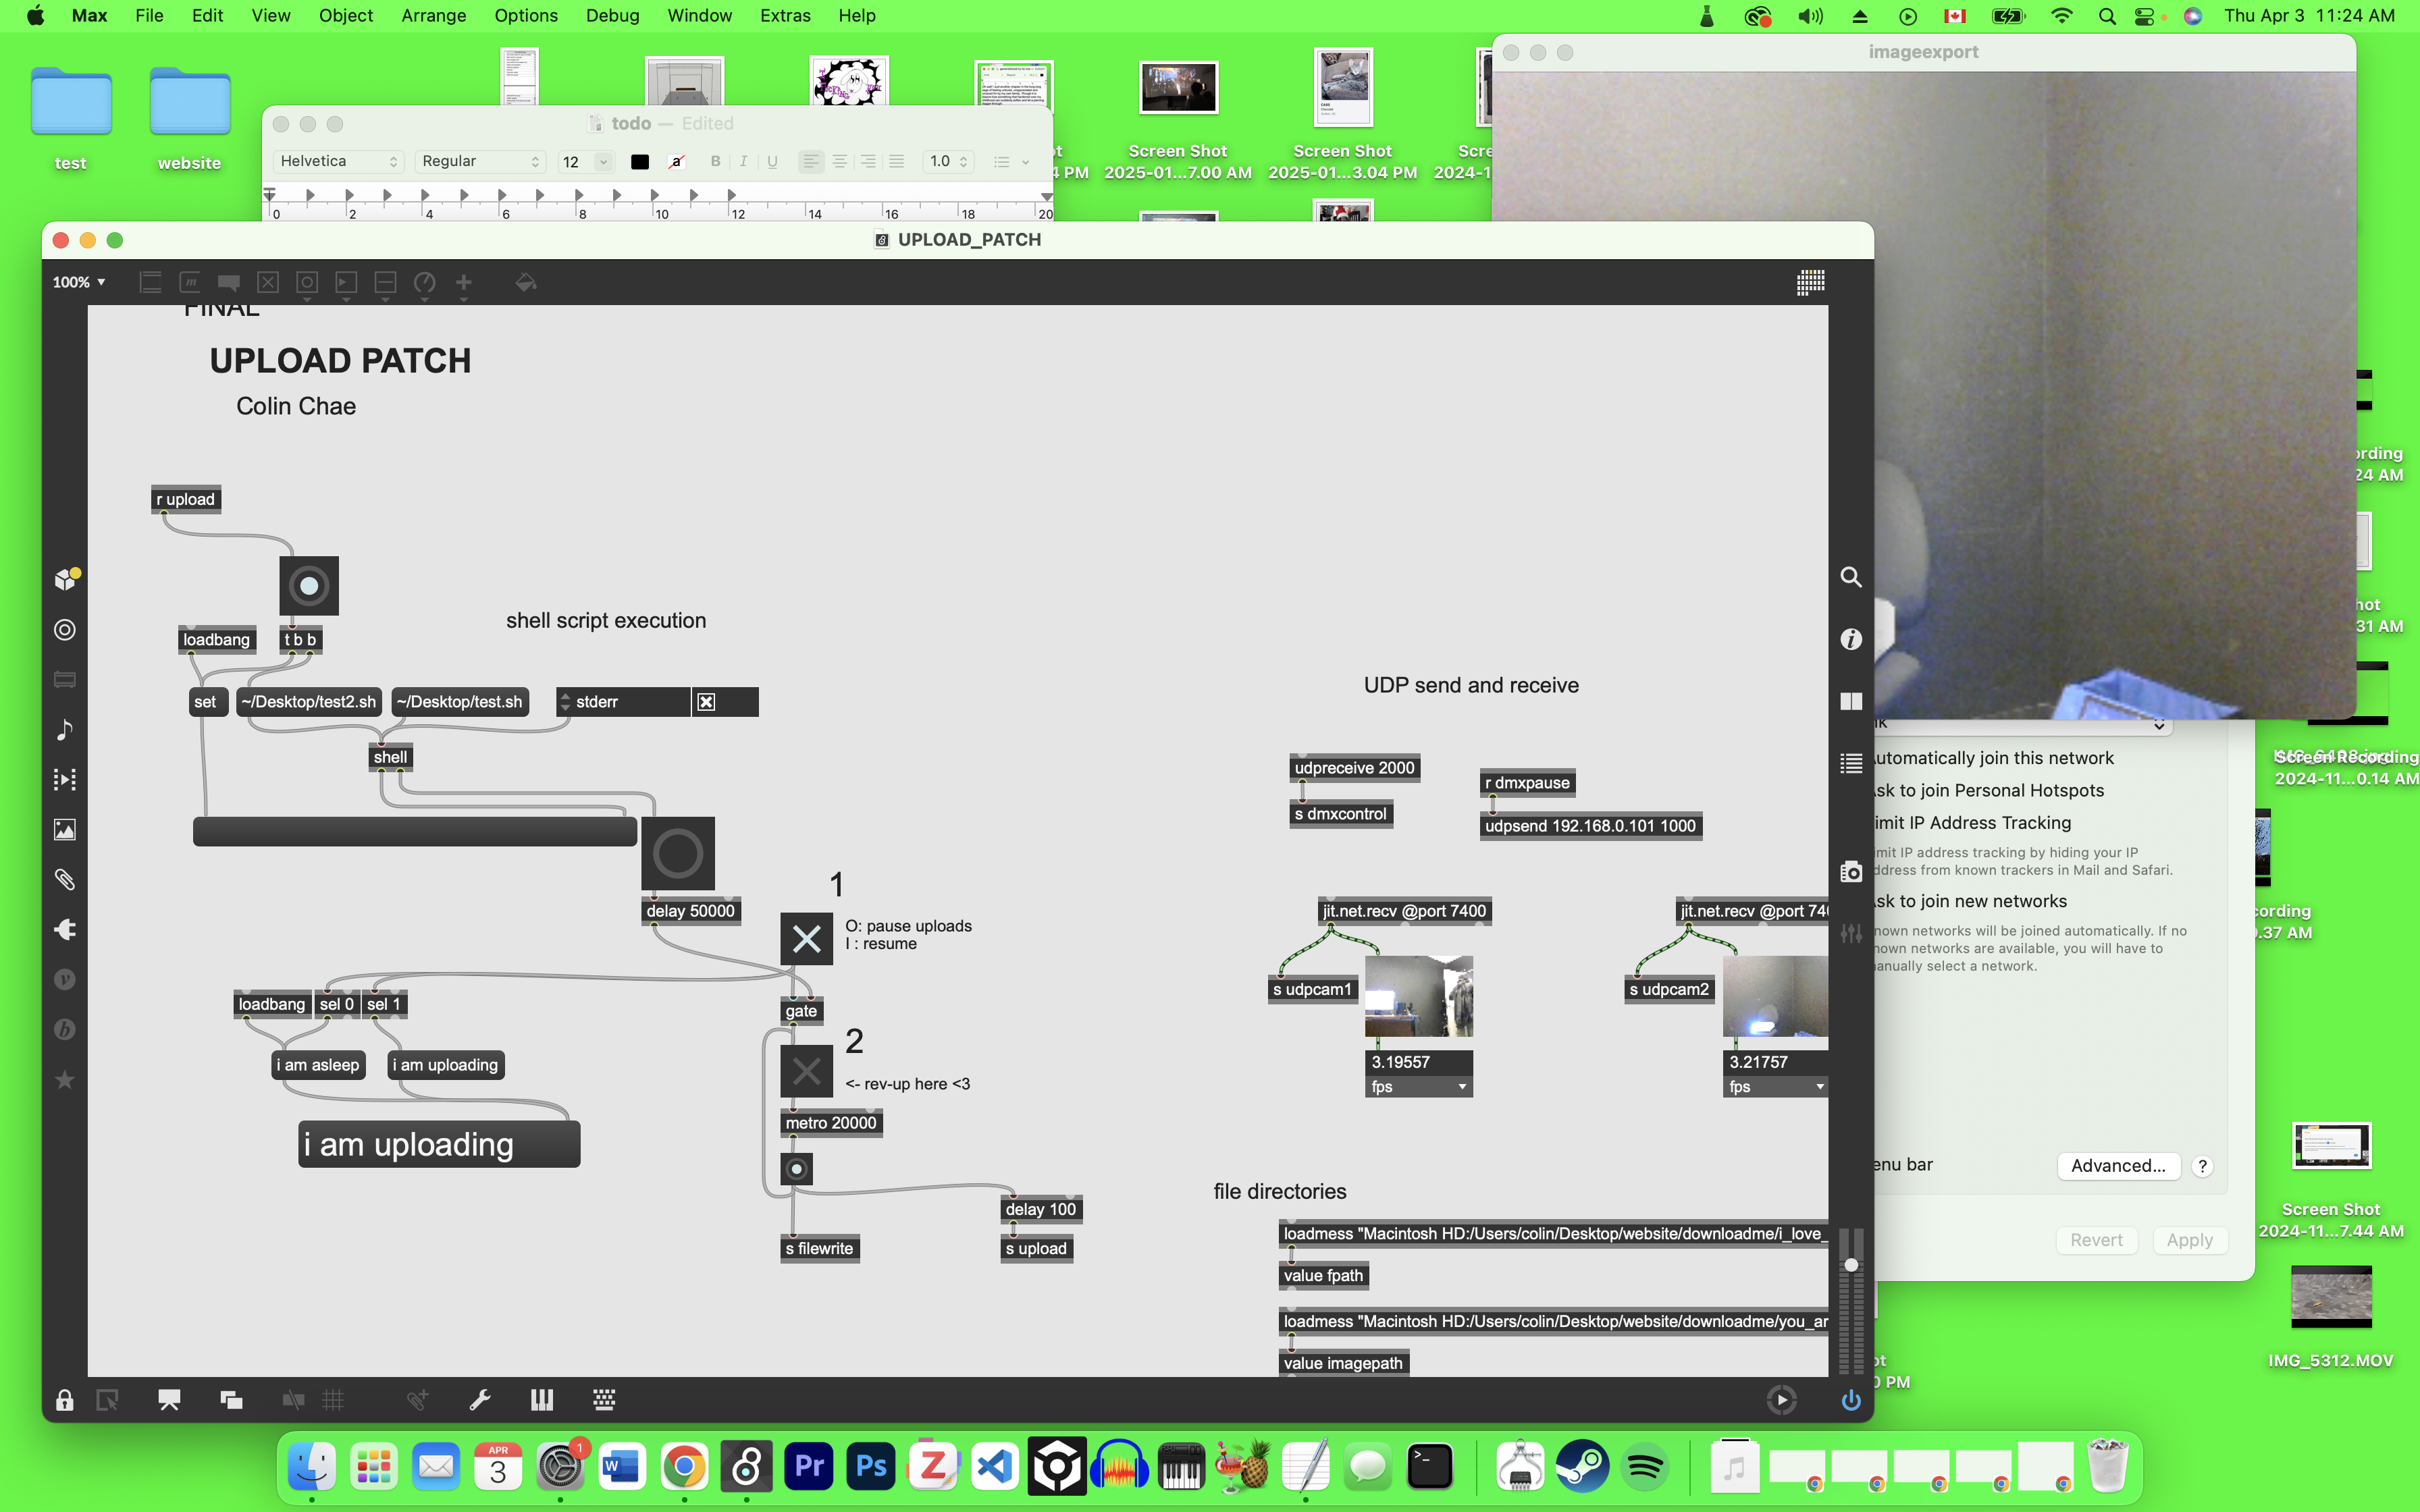 Max File Edit View Object Arrange Options Debug Window Extras Help
Thu Apr 3 11:24 AM
test
website
todo — Edited
Helvetica Regular 12 a B I U 1.0
0 2 4 6 8 10 12 14 16 18 20
4 PM
Screen Shot
2025-01...7.00 AM
Screen Shot
2025-01...3.04 PM
2024-1
imageexport
UPLOAD_PATCH
100%
m
FINAL
UPLOAD PATCH
Colin Chae
r upload
loadbang
t b b
shell script execution
set
~/Desktop/test2.sh
~/Desktop/test.sh
stderr
shell
delay 50000
1
O: pause uploads
I : resume
loadbang
sel 0
sel 1
gate
i am asleep
i am uploading
2
<- rev-up here <3
metro 20000
i am uploading
delay 100
s filewrite
s upload
UDP send and receive
udpreceive 2000
s dmxcontrol
r dmxpause
udpsend 192.168.0.101 1000
jit.net.recv @port 7400
jit.net.recv @port 740
s udpcam1
s udpcam2
3.19557
fps
3.21757
fps
file directories
loadmess "Macintosh HD:/Users/colin/Desktop/website/downloadme/i_love_
value fpath
loadmess "Macintosh HD:/Users/colin/Desktop/website/downloadme/you_ar
value imagepath
utomatically join this network
sk to join Personal Hotspots
imit IP Address Tracking
imit IP address tracking by hiding your IP
ddress from known trackers in Mail and Safari.
sk to join new networks
nown networks will be joined automatically. If no
nown networks are available, you will have to
anually select a network.
enu bar
Advanced...
?
Revert
Apply
ording
24 AM
hot
31 AM
Screen Recording
2024-11...0.14 AM
cording
0.37 AM
Screen Shot
2024-11...7.44 AM
IMG_5312.MOV
ot
0 PM
APR
3
1
W
Pr
Ps
Z
>_